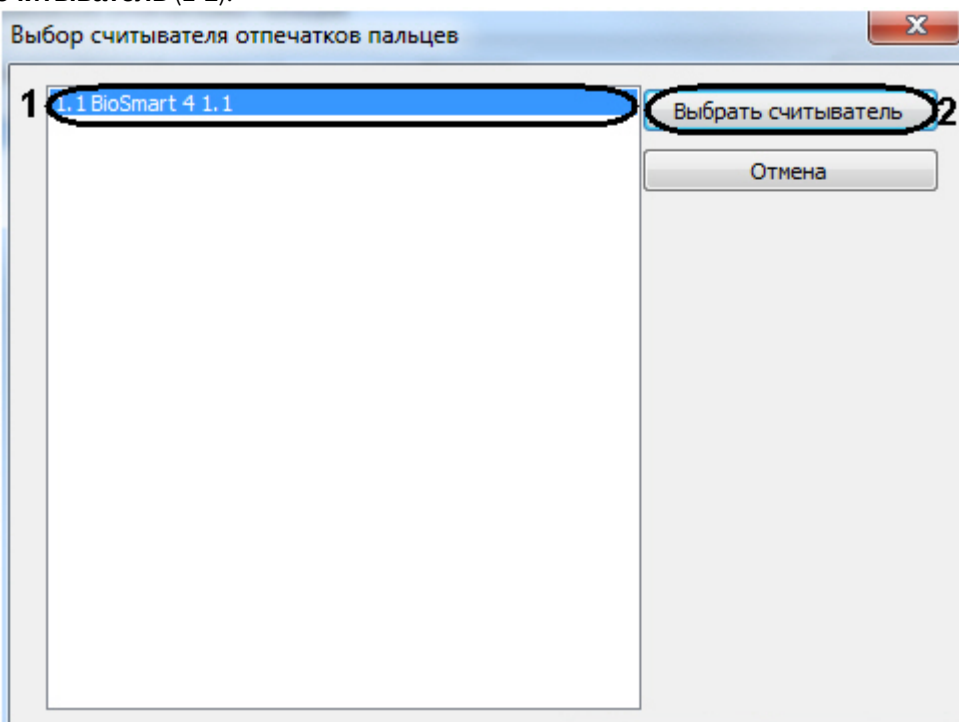 Выбор считывателя отпечатков пальцев
X
1
1.1 BioSmart 4 1.1
Выбрать считыватель
2
Отмена